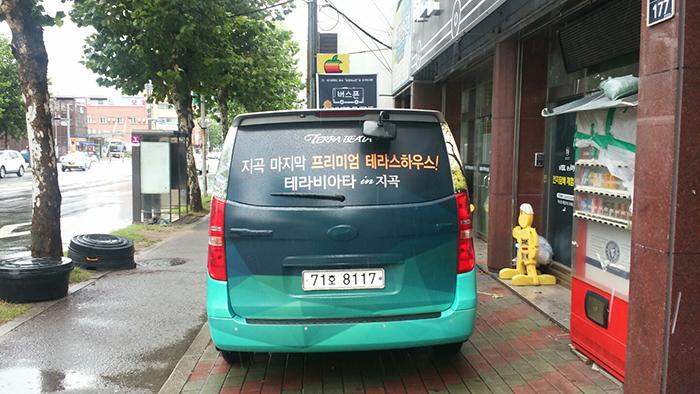 177
버스폰
TERRA BEATA
지곡 마지막 프리미엄 테라스하우스!
테라비아타 in 지곡
71호 8117